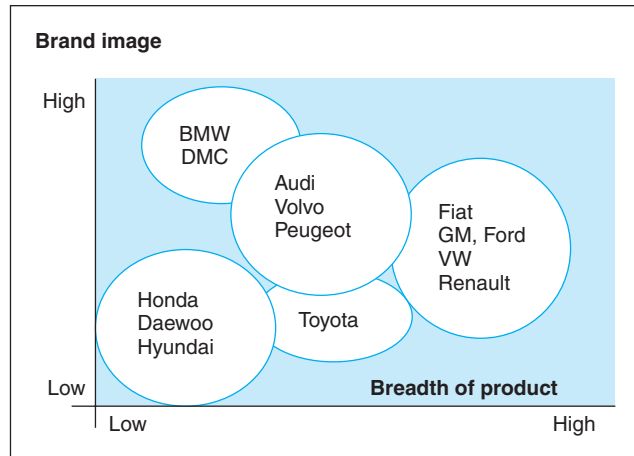 Brand image
High
BMW
DMC
Audi
Volvo
Peugeot
Fiat
GM, Ford
VW
Renault
Honda
Daewoo
Hyundai
Toyota
Low
Breadth of product
Low
High